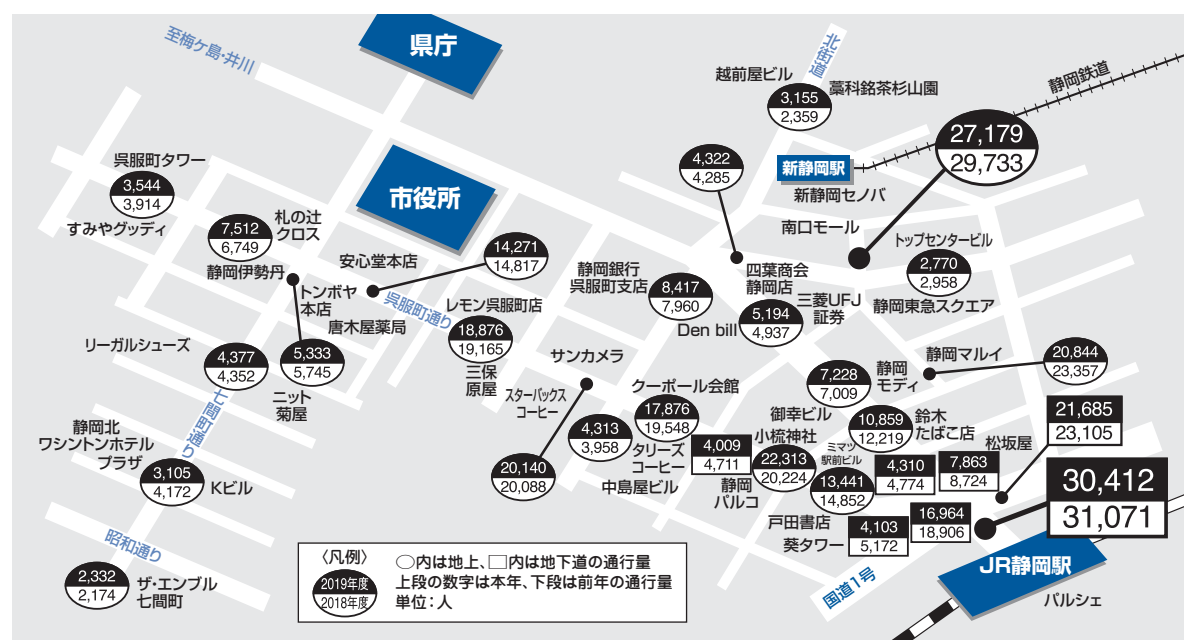 県庁
至梅ケ島・井川
北街道
静岡鉄道
越前屋ビル
3,155
2,359
藁科銘茶杉山園
27,179
29,733
4,322
4,285
新静岡駅
新静岡セノバ
呉服町タワー
3,544
3,914
すみやグッディ
市役所
7,512
6,749
札の辻
クロス
静岡伊勢丹
安心堂本店
14,271
14,817
南口モール
トップセンタービル
2,770
2,958
静岡東急スクエア
静岡銀行
呉服町支店
8,417
7,960
四葉商会
静岡店
トンボヤ
本店
呉服町通り
唐木屋薬局
レモン呉服町店
18,876
19,165
三保
原屋
Den bill
5,194
4,937
三菱UFJ
証券
リーガルシューズ
4,377
4,352
5,333
5,745
ニット
菊屋
サンカメラ
静岡マルイ
20,844
23,357
7,228
7,009
静岡
モディ
七間町通り
スターバックス
コーヒー
クーポール会館
17,876
19,548
御幸ビル
10,859
12,219
鈴木
たばこ店
21,685
23,105
松坂屋
静岡北
ワシントンホテル
プラザ
3,105
4,172
Kビル
4,313
3,958
タリーズ
コーヒー
中島屋ビル
20,140
20,088
4,009
4,711
小梳神社
22,313
20,224
静岡
パルコ
ミマツ
駅前ビル
13,441
14,852
4,310
4,774
7,863
8,724
30,412
31,071
戸田書店
葵タワー
4,103
5,172
16,964
18,906
昭和通り
2,332
2,174
ザ・エンブル
七間町
〈凡例〉
2019年度
2018年度
○内は地上、□内は地下道の通行量
上段の数字は本年、下段は前年の通行量
単位：人
国道1号
JR静岡駅
パルシェ